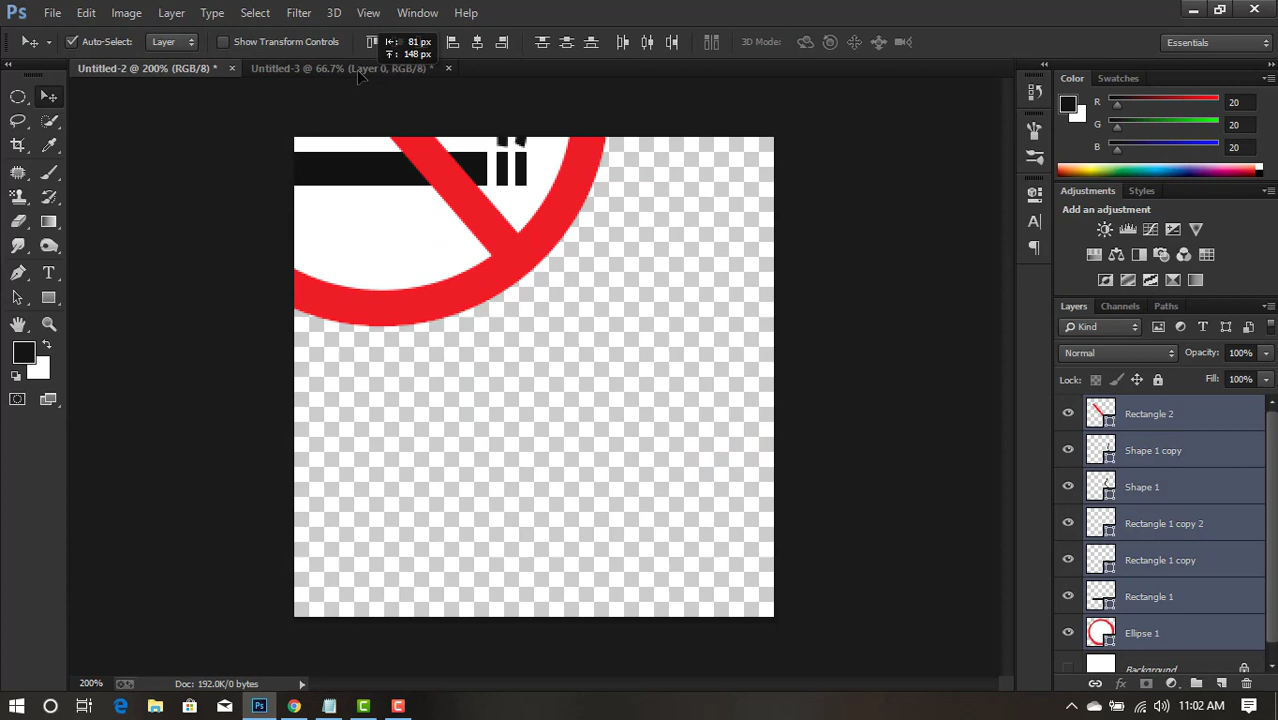 Ps File Edit Image Layer Type Select Filter 3D View Window Help
Auto-Select: Layer Show Transform Controls 3D Mode: Essentials
81 px
148 px
Untitled-2 @ 200% (RGB/8) * × Untitled-3 @ 66.7% (Layer 0, RGB/8) * ×
Color
R 20
G 20
B 20
Adjustments Styles
Add an adjustment
Layers Channels Paths
Kind
Normal Opacity: 100%
Lock: Fill: 100%
Rectangle 2
Shape 1 copy
Shape 1
Rectangle 1 copy 2
Rectangle 1 copy
Rectangle 1
Ellipse 1
Background
200% Doc: 192.0K/0 bytes
11:02 AM